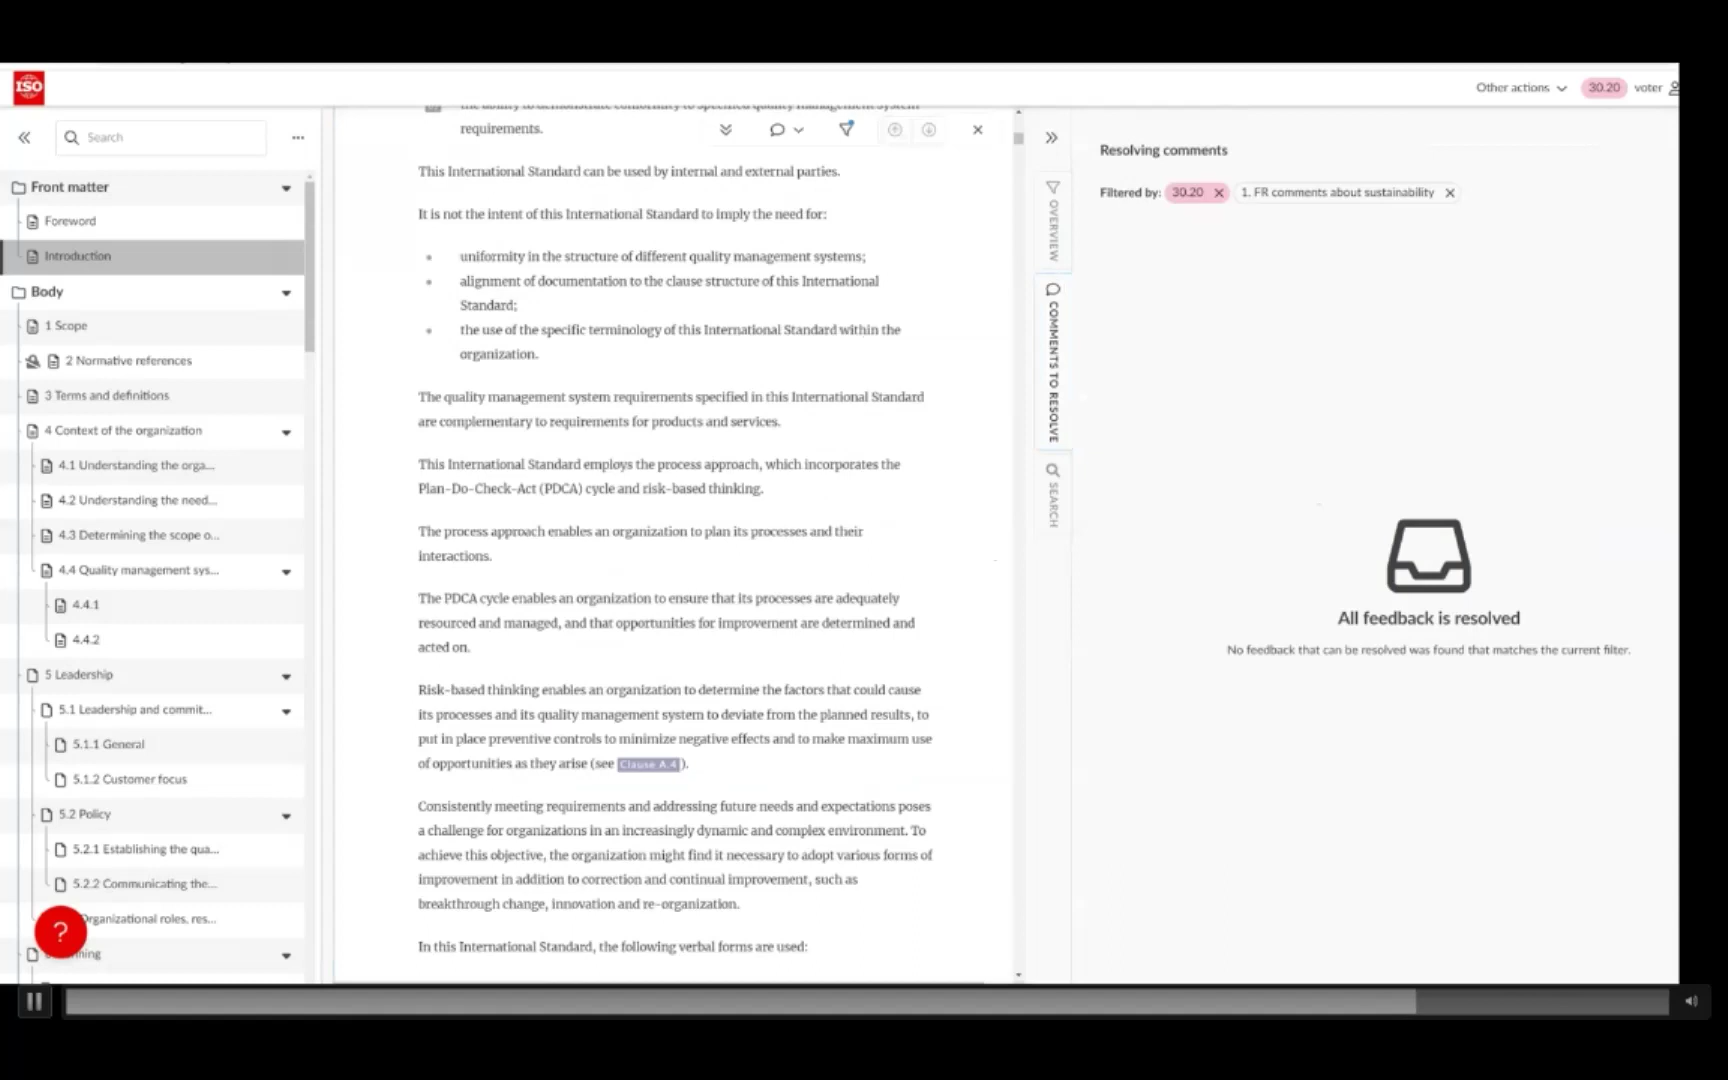 ISO
Other actions
30.20
voter
Search
Front matter
Foreword
Introduction
Body
1 Scope
2 Normative references
3 Terms and definitions
4 Context of the organization
4.1 Understanding the orga...
4.2 Understanding the need...
4.3 Determining the scope o...
4.4 Quality management sys...
4.4.1
4.4.2
5 Leadership
5.1 Leadership and commit...
5.1.1 General
5.1.2 Customer focus
5.2 Policy
5.2.1 Establishing the qua...
5.2.2 Communicating the...
Organizational roles, res...
?
the ability to demonstrate conformity to specified quality management system
requirements.
This International Standard can be used by internal and external parties.
It is not the intent of this International Standard to imply the need for:
uniformity in the structure of different quality management systems;
alignment of documentation to the clause structure of this International
Standard;
the use of the specific terminology of this International Standard within the
organization.
The quality management system requirements specified in this International Standard
are complementary to requirements for products and services.
This International Standard employs the process approach, which incorporates the
Plan-Do-Check-Act (PDCA) cycle and risk-based thinking.
The process approach enables an organization to plan its processes and their
interactions.
The PDCA cycle enables an organization to ensure that its processes are adequately
resourced and managed, and that opportunities for improvement are determined and
acted on.
Risk-based thinking enables an organization to determine the factors that could cause
its processes and its quality management system to deviate from the planned results, to
put in place preventive controls to minimize negative effects and to make maximum use
of opportunities as they arise (see Clause A.4 ).
Consistently meeting requirements and addressing future needs and expectations poses
a challenge for organizations in an increasingly dynamic and complex environment. To
achieve this objective, the organization might find it necessary to adopt various forms of
improvement in addition to correction and continual improvement, such as
breakthrough change, innovation and re-organization.
In this International Standard, the following verbal forms are used:
OVERVIEW
COMMENTS TO RESOLVE
SEARCH
Resolving comments
Filtered by: 30.20 1. FR comments about sustainability
All feedback is resolved
No feedback that can be resolved was found that matches the current filter.